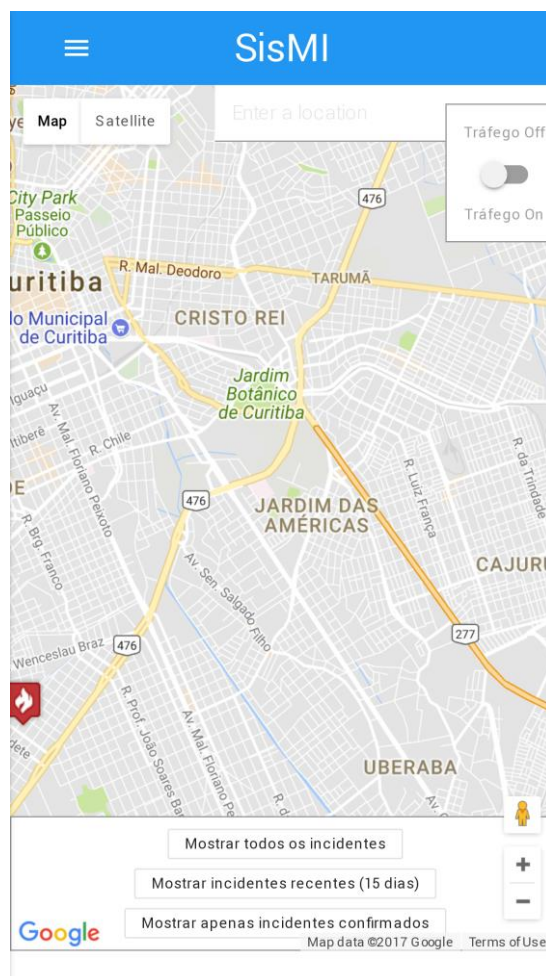 SisMI
Map
Satellite
Enter a location
Tráfego Off
Tráfego On
476
City Park
Passeio
Público
uritiba
R. Mal. Deodoro
TARUMÃ
lo Municipal
de Curitiba
CRISTO REI
Jardim
Botânico
de Curitiba
Iguaçu
Av. Mal. Floriano Peixoto
R. Chile
R. Luiz França
R. da Trindade
476
JARDIM DAS
AMÉRICAS
R. Brg. Franco
Av. Sen. Salgado Filho
CAJURU
277
Wenceslau Braz
476
R. Prof. João Soares Ba
Av. Mal. Floriano Pe
UBERABA
Mostrar todos os incidentes
Mostrar incidentes recentes (15 dias)
Mostrar apenas incidentes confirmados
Google
Map data ©2017 Google
Terms of Use